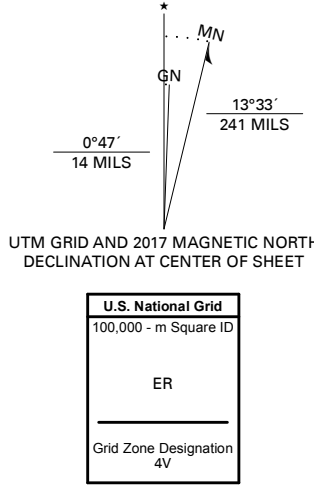 ★
MN
GN
13°33´
241 MILS
0°47´
14 MILS
UTM GRID AND 2017 MAGNETIC NORTH
DECLINATION AT CENTER OF SHEET
U.S. National Grid
100,000 - m Square ID
ER
Grid Zone Designation
4V